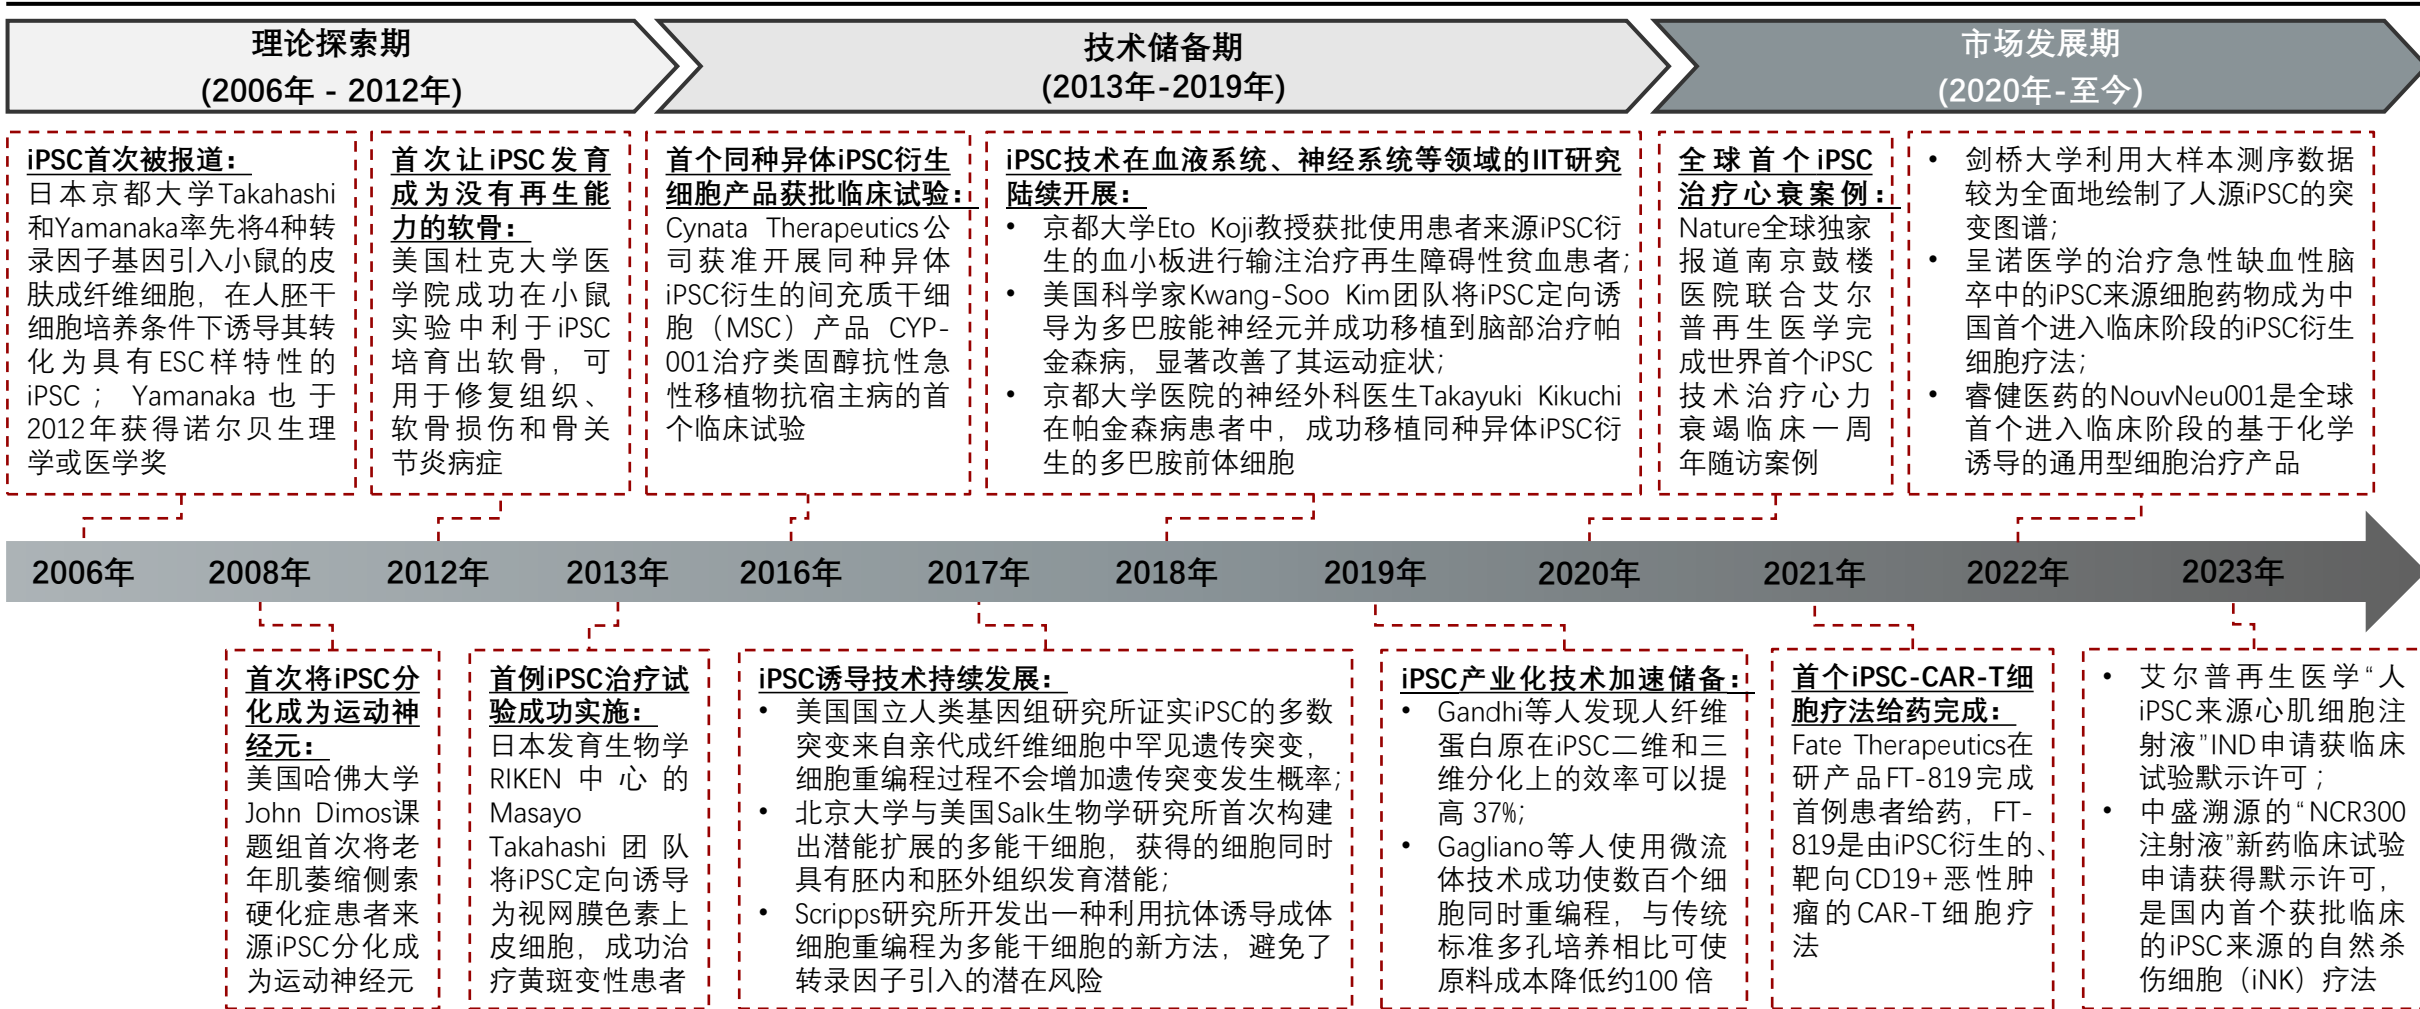 理论探索期
(2006年 - 2012年)
技术储备期
(2013年-2019年)
市场发展期
(2020年-至今)
iPSC首次被报道：
日本京都大学Takahashi
和Yamanaka率先将4种转
录因子基因引入小鼠的皮
肤成纤维细胞，在人胚干
细胞培养条件下诱导其转
化为具有ESC样特性的
iPSC； Yamanaka也于
2012年获得诺尔贝生理
学或医学奖
首次让iPSC发育
成为没有再生能
力的软骨：
美国杜克大学医
学院成功在小鼠
实验中利于iPSC
培育出软骨，可
用于修复组织、
软骨损伤和骨关
节炎病症
首个同种异体iPSC衍生
细胞产品获批临床试验：
Cynata Therapeutics公
司获准开展同种异体
iPSC衍生的间充质干细
胞（MSC）产品 CYP-
001治疗类固醇抗性急
性移植物抗宿主病的首
个临床试验
iPSC技术在血液系统、神经系统等领域的IIT研究
陆续开展：
• 京都大学Eto Koji教授获批使用患者来源iPSC衍
生的血小板进行输注治疗再生障碍性贫血患者；
• 美国科学家Kwang-Soo Kim团队将iPSC定向诱
导为多巴胺能神经元并成功移植到脑部治疗帕
金森病，显著改善了其运动症状；
• 京都大学医院的神经外科医生Takayuki Kikuchi
在帕金森病患者中，成功移植同种异体iPSC衍
生的多巴胺前体细胞
全球首个iPSC
治疗心衰案例：
Nature全球独家
报道南京鼓楼
医院联合艾尔
普再生医学完
成世界首个iPSC
技术治疗心力
衰竭临床一周
年随访案例
• 剑桥大学利用大样本测序数据
较为全面地绘制了人源iPSC的突
变图谱；
• 呈诺医学的治疗急性缺血性脑
卒中的iPSC来源细胞药物成为中
国首个进入临床阶段的iPSC衍生
细胞疗法；
• 睿健医药的NouvNeu001是全球
首个进入临床阶段的基于化学
诱导的通用型细胞治疗产品
2006年
2008年
2012年
2013年
2016年
2017年
2018年
2019年
2020年
2021年
2022年
2023年
首次将iPSC分
化成为运动神
经元：
美国哈佛大学
John Dimos课
题组首次将老
年肌萎缩侧索
硬化症患者来
源iPSC分化成
为运动神经元
首例iPSC治疗试
验成功实施：
日本发育生物学
RIKEN中心的
Masayo
Takahashi团队
将iPSC定向诱导
为视网膜色素上
皮细胞，成功治
疗黄斑变性患者
iPSC诱导技术持续发展：
• 美国国立人类基因组研究所证实iPSC的多数
突变来自亲代成纤维细胞中罕见遗传突变，
细胞重编程过程不会增加遗传突变发生概率；
• 北京大学与美国Salk生物学研究所首次构建
出潜能扩展的多能干细胞，获得的细胞同时
具有胚内和胚外组织发育潜能；
• Scripps研究所开发出一种利用抗体诱导成体
细胞重编程为多能干细胞的新方法，避免了
转录因子引入的潜在风险
iPSC产业化技术加速储备：
• Gandhi等人发现人纤维
蛋白原在iPSC二维和三
维分化上的效率可以提
高 37%；
• Gagliano等人使用微流
体技术成功使数百个细
胞同时重编程，与传统
标准多孔培养相比可使
原料成本降低约100 倍
首个iPSC-CAR-T细
胞疗法给药完成：
Fate Therapeutics在
研产品FT-819完成
首例患者给药，FT-
819是由iPSC衍生的、
靶向CD19+恶性肿
瘤的CAR-T细胞疗
法
• 艾尔普再生医学“人
iPSC来源心肌细胞注
射液”IND申请获临床
试验默示许可；
• 中盛溯源的“NCR300
注射液”新药临床试验
申请获得默示许可，
是国内首个获批临床
的iPSC来源的自然杀
伤细胞（iNK）疗法